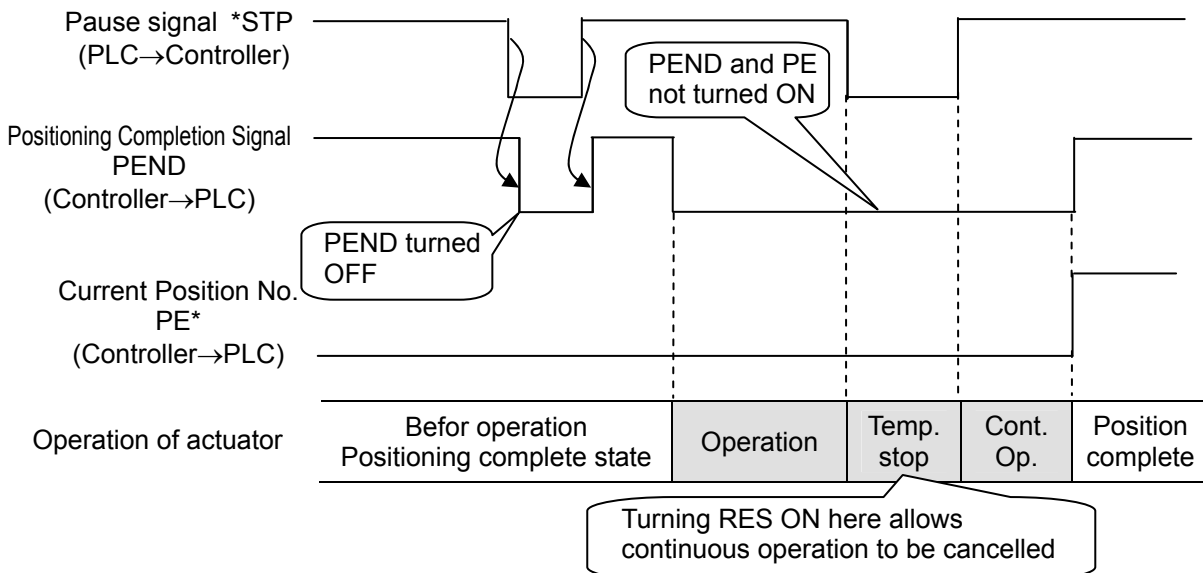 Pause signal *STP
(PLC→Controller)
PEND and PE
not turned ON
Positioning Completion Signal
PEND
(Controller→PLC)
PEND turned
OFF
Current Position No.
PE*
(Controller→PLC)
Operation of actuator
Befor operation
Positioning complete state
Operation
Temp.
stop
Cont.
Op.
Position
complete
Turning RES ON here allows
continuous operation to be cancelled